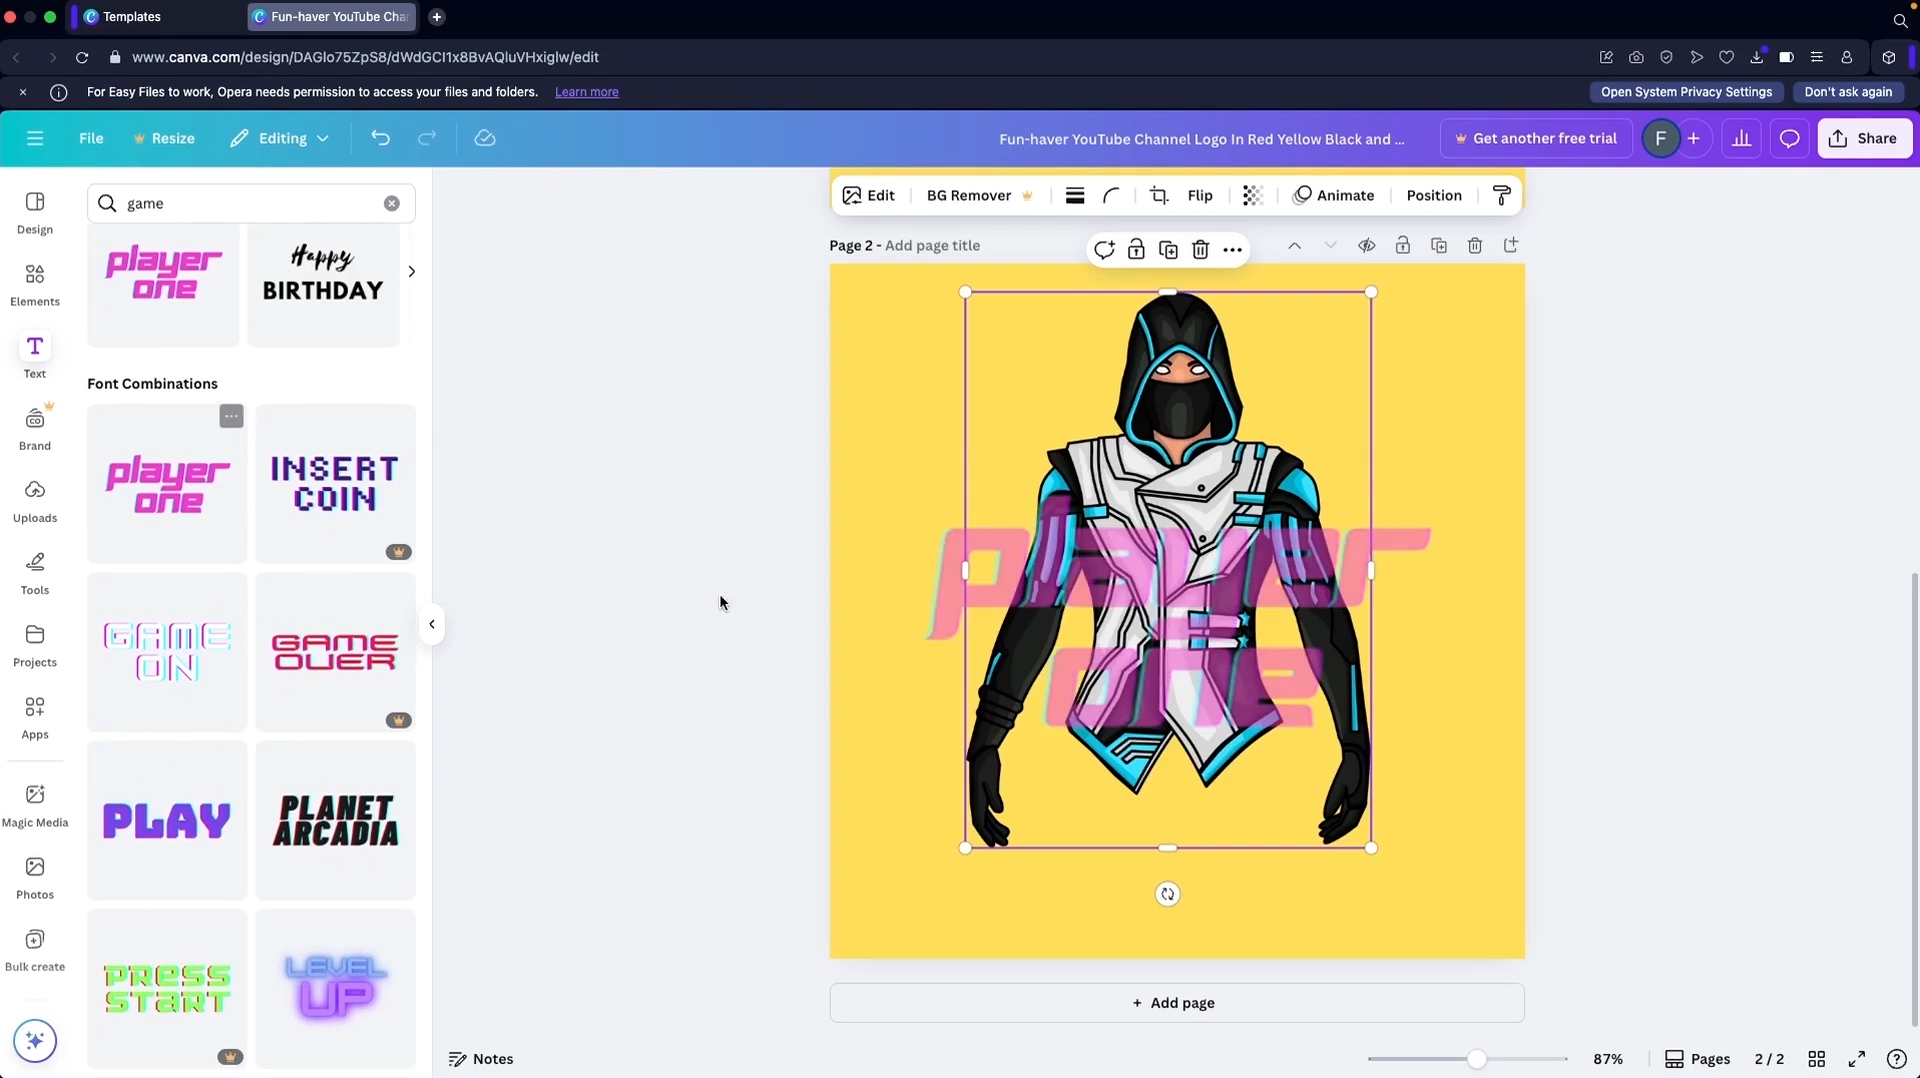 Templates
Fun-haver YouTube Cha
www.canva.com/design/DAGlo75ZpS8/dWdGCI1x8BvAQluVHxiglw/edit
For Easy Files to work, Opera needs permission to access your files and folders. Learn more
Open System Privacy Settings
Don't ask again
File
Resize
Editing
Fun-haver YouTube Channel Logo In Red Yellow Black and ...
Get another free trial
F
Share
Design
Elements
Text
Brand
Uploads
Tools
Projects
Apps
Magic Media
Photos
Bulk create
game
player
one
Happy
BIRTHDAY
Font Combinations
player
one
INSERT
COIN
GAME
ON
GAME
OVER
PLAY
PLANET
ARCADIA
PRESS
START
LEVEL
UP
Edit
BG Remover
Flip
Animate
Position
Page 2 - Add page title
player
one
+ Add page
Notes
87%
Pages
2 / 2